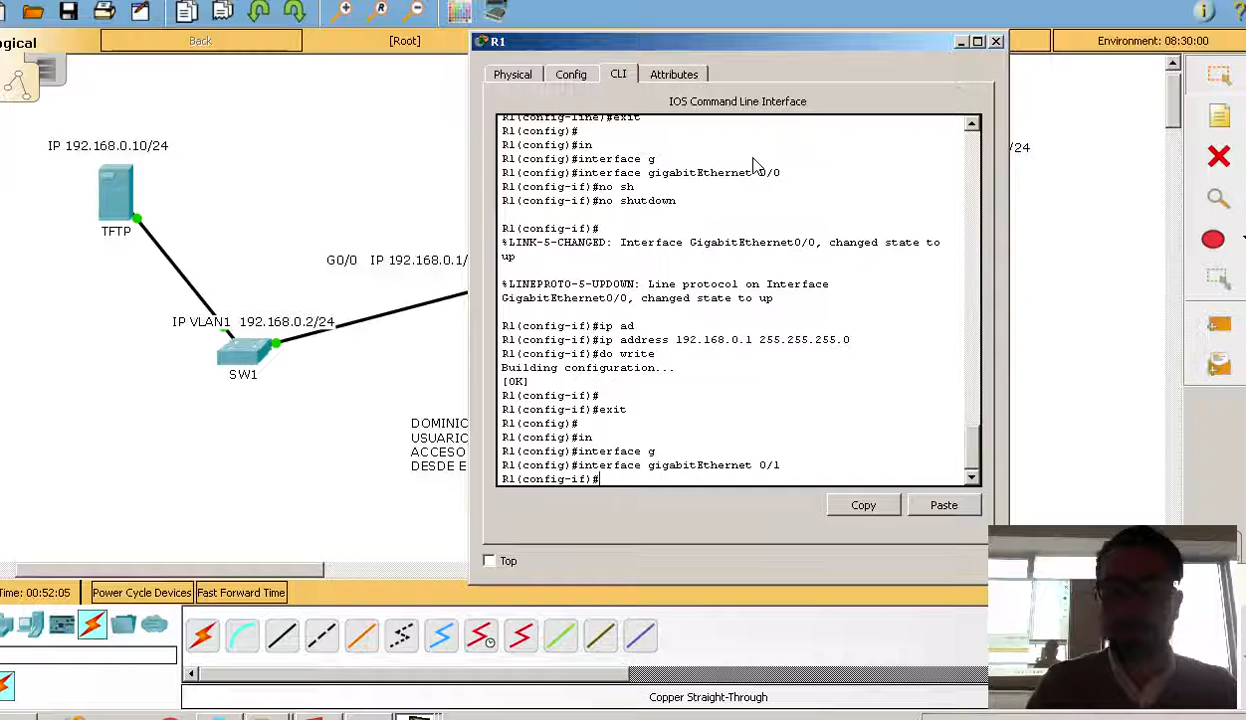 R1
gical
Back
[Root]
Environment: 08:30:00
Physical
Config
CLI
Attributes
IOS Command Line Interface
R1(config-line)#exit
R1(config)#
R1(config)#in
R1(config)#interface g
R1(config)#interface gigabitEthernet 0/0
R1(config-if)#no sh
R1(config-if)#no shutdown
R1(config-if)#
%LINK-5-CHANGED: Interface GigabitEthernet0/0, changed state to
up
%LINEPROTO-5-UPDOWN: Line protocol on Interface
GigabitEthernet0/0, changed state to up
R1(config-if)#ip ad
R1(config-if)#ip address 192.168.0.1 255.255.255.0
R1(config-if)#do write
Building configuration...
[OK]
R1(config-if)#
R1(config-if)#exit
R1(config)#
R1(config)#in
R1(config)#interface g
R1(config)#interface gigabitEthernet 0/1
R1(config-if)#
Copy
Paste
Top
IP 192.168.0.10/24
TFTP
G0/0 IP 192.168.0.1/
IP VLAN1 192.168.0.2/24
SW1
/24
DOMINIC
USUARIO
ACCESO
DESDE E
Time: 00:52:05
Power Cycle Devices
Fast Forward Time
Copper Straight-Through